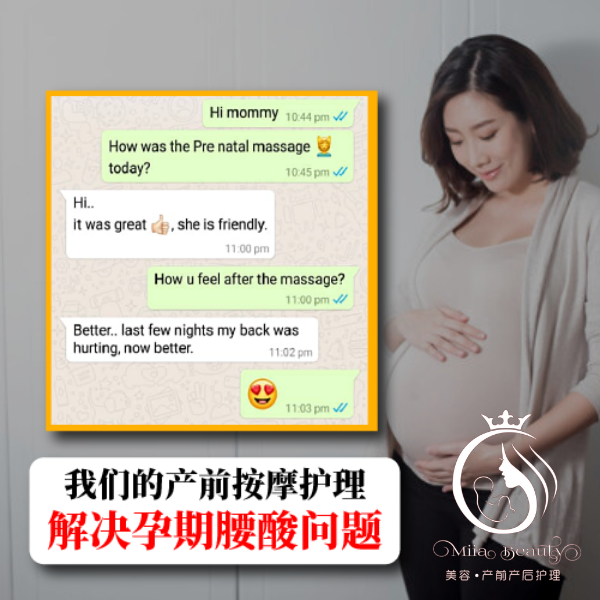 Hi mommy 10:44 pm
How was the Pre natal massage 💆
today? 10:45 pm
Hi..
it was great 👍🏻, she is friendly.
11:00 pm
How u feel after the massage?
11:00 pm
Better.. last few nights my back was
hurting, now better. 11:02 pm
😍 11:03 pm
我们的产前按摩护理
解决孕期腰酸问题
Miia Beauty
美容•产前产后护理